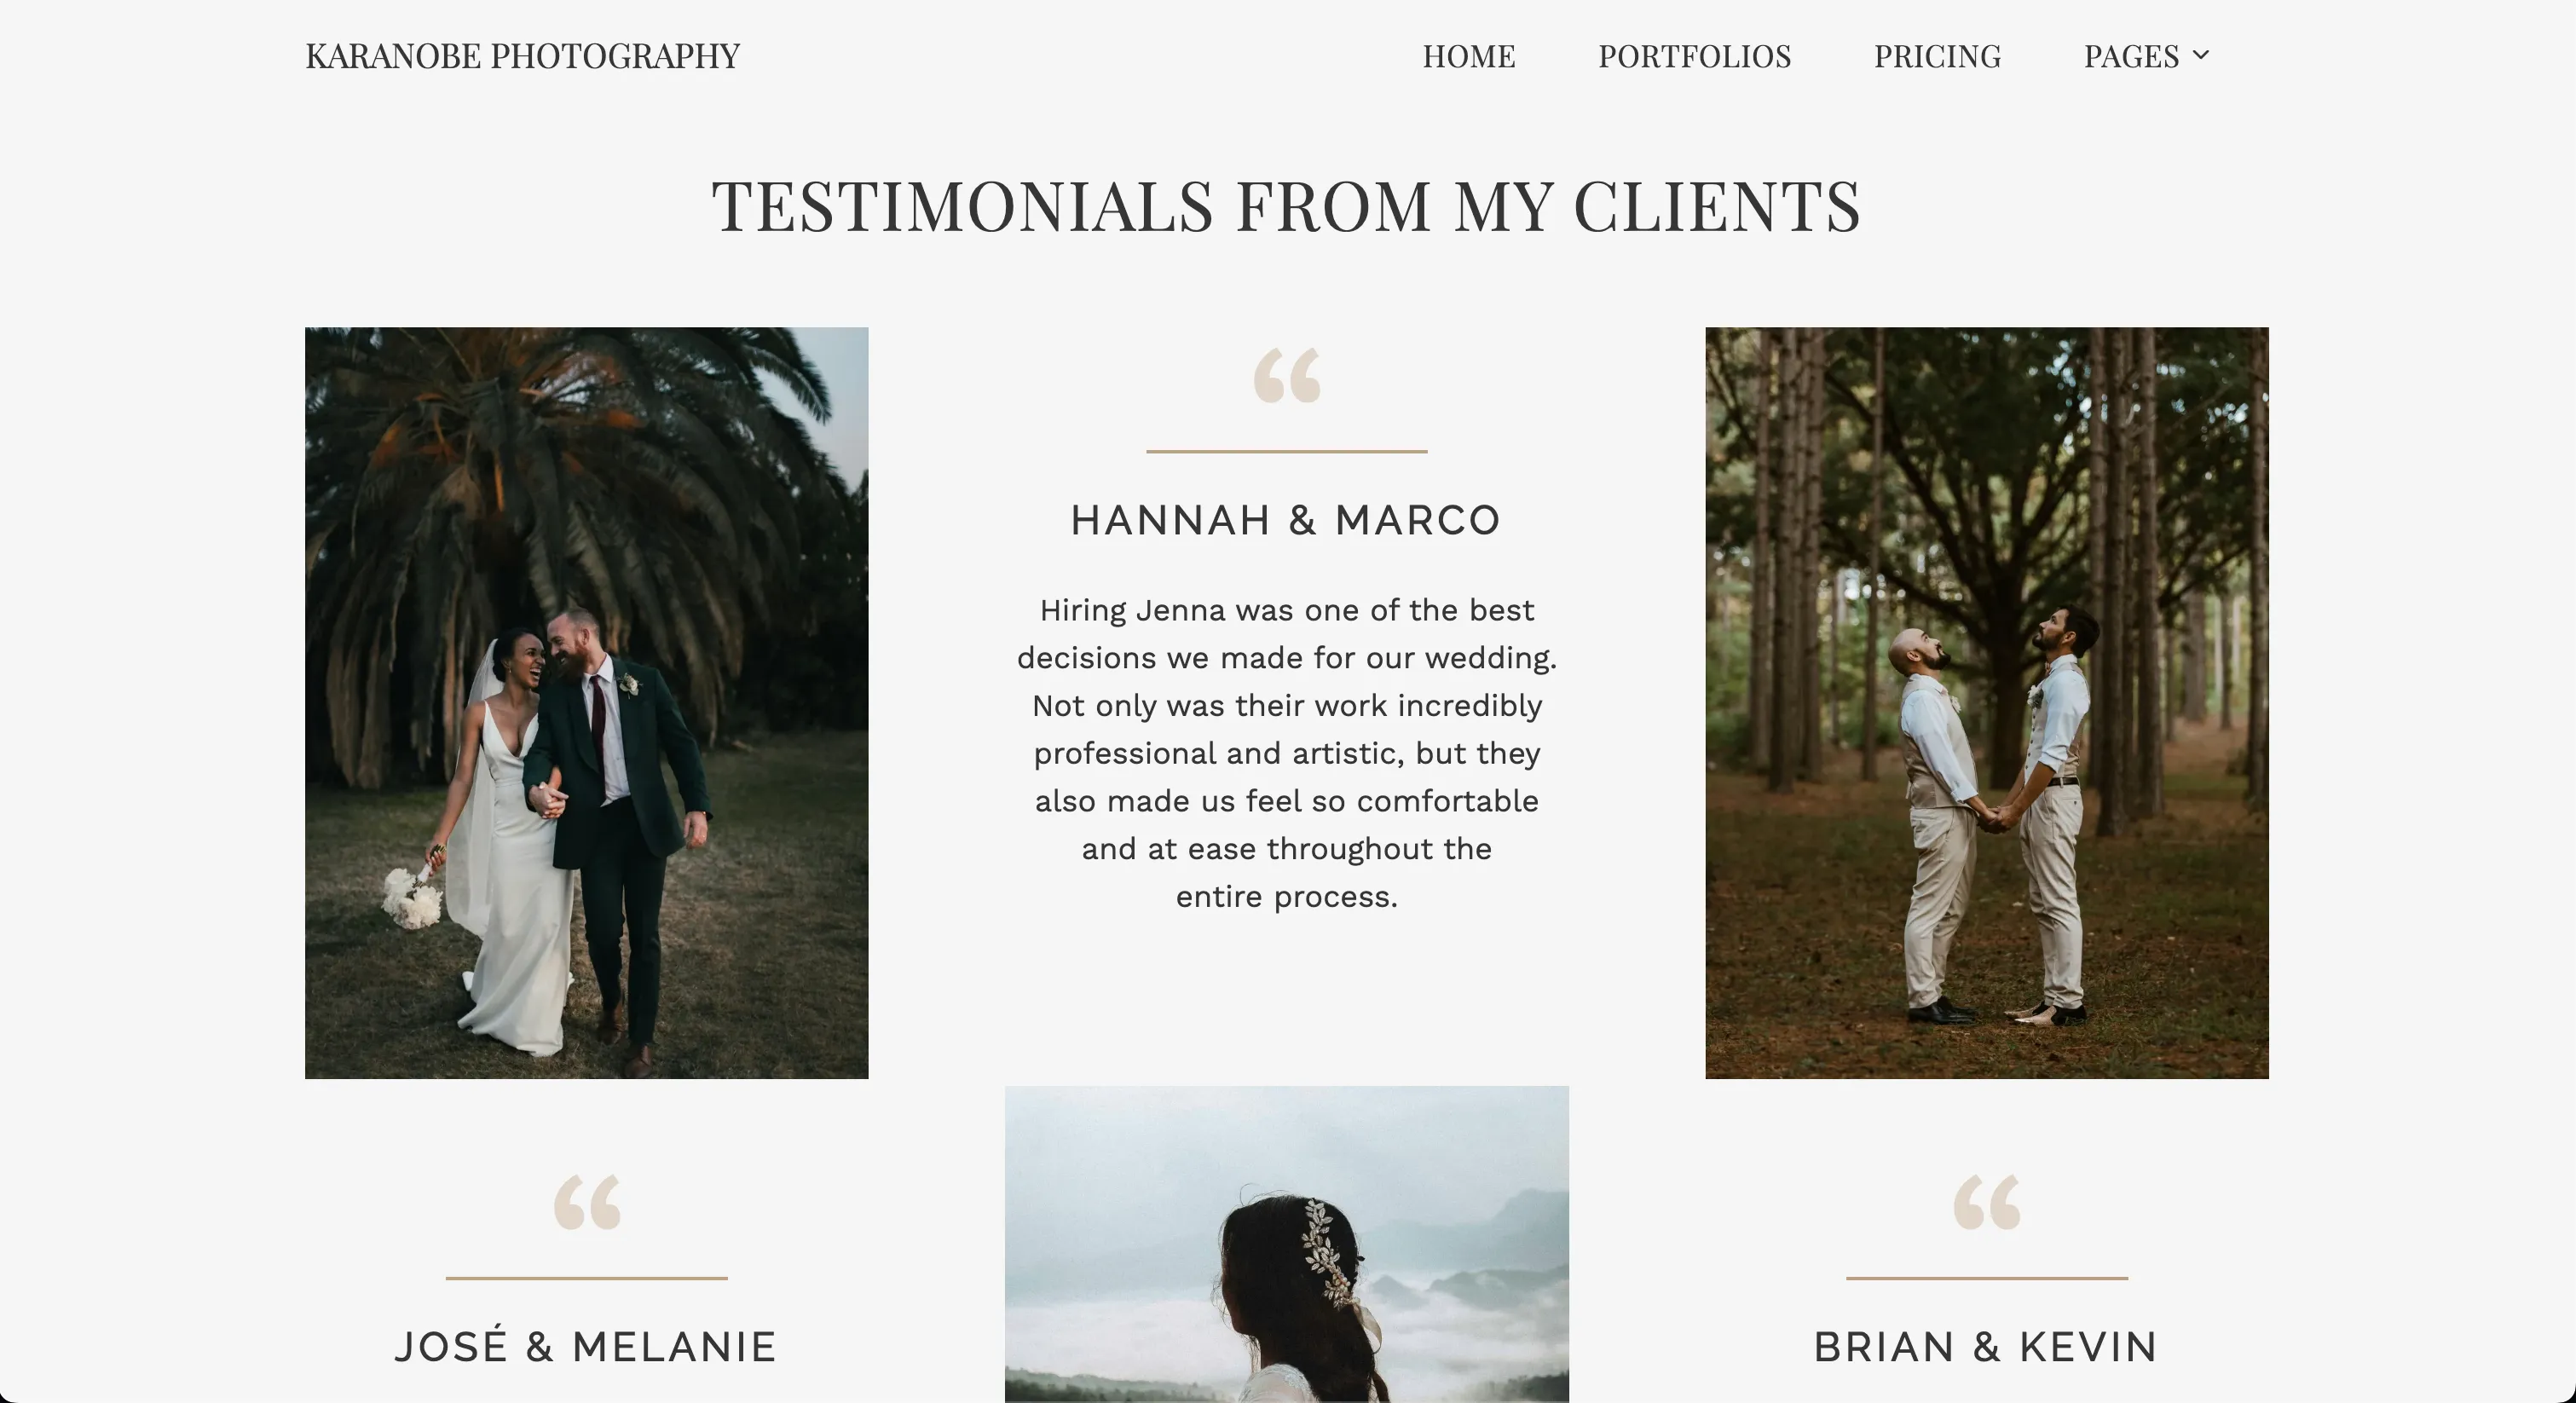 KARANOBE PHOTOGRAPHY
HOME
PORTFOLIOS
PRICING
PAGES
TESTIMONIALS FROM MY CLIENTS
“
HANNAH & MARCO
Hiring Jenna was one of the best
decisions we made for our wedding.
Not only was their work incredibly
professional and artistic, but they
also made us feel so comfortable
and at ease throughout the
entire process.
“
JOSÉ & MELANIE
“
BRIAN & KEVIN